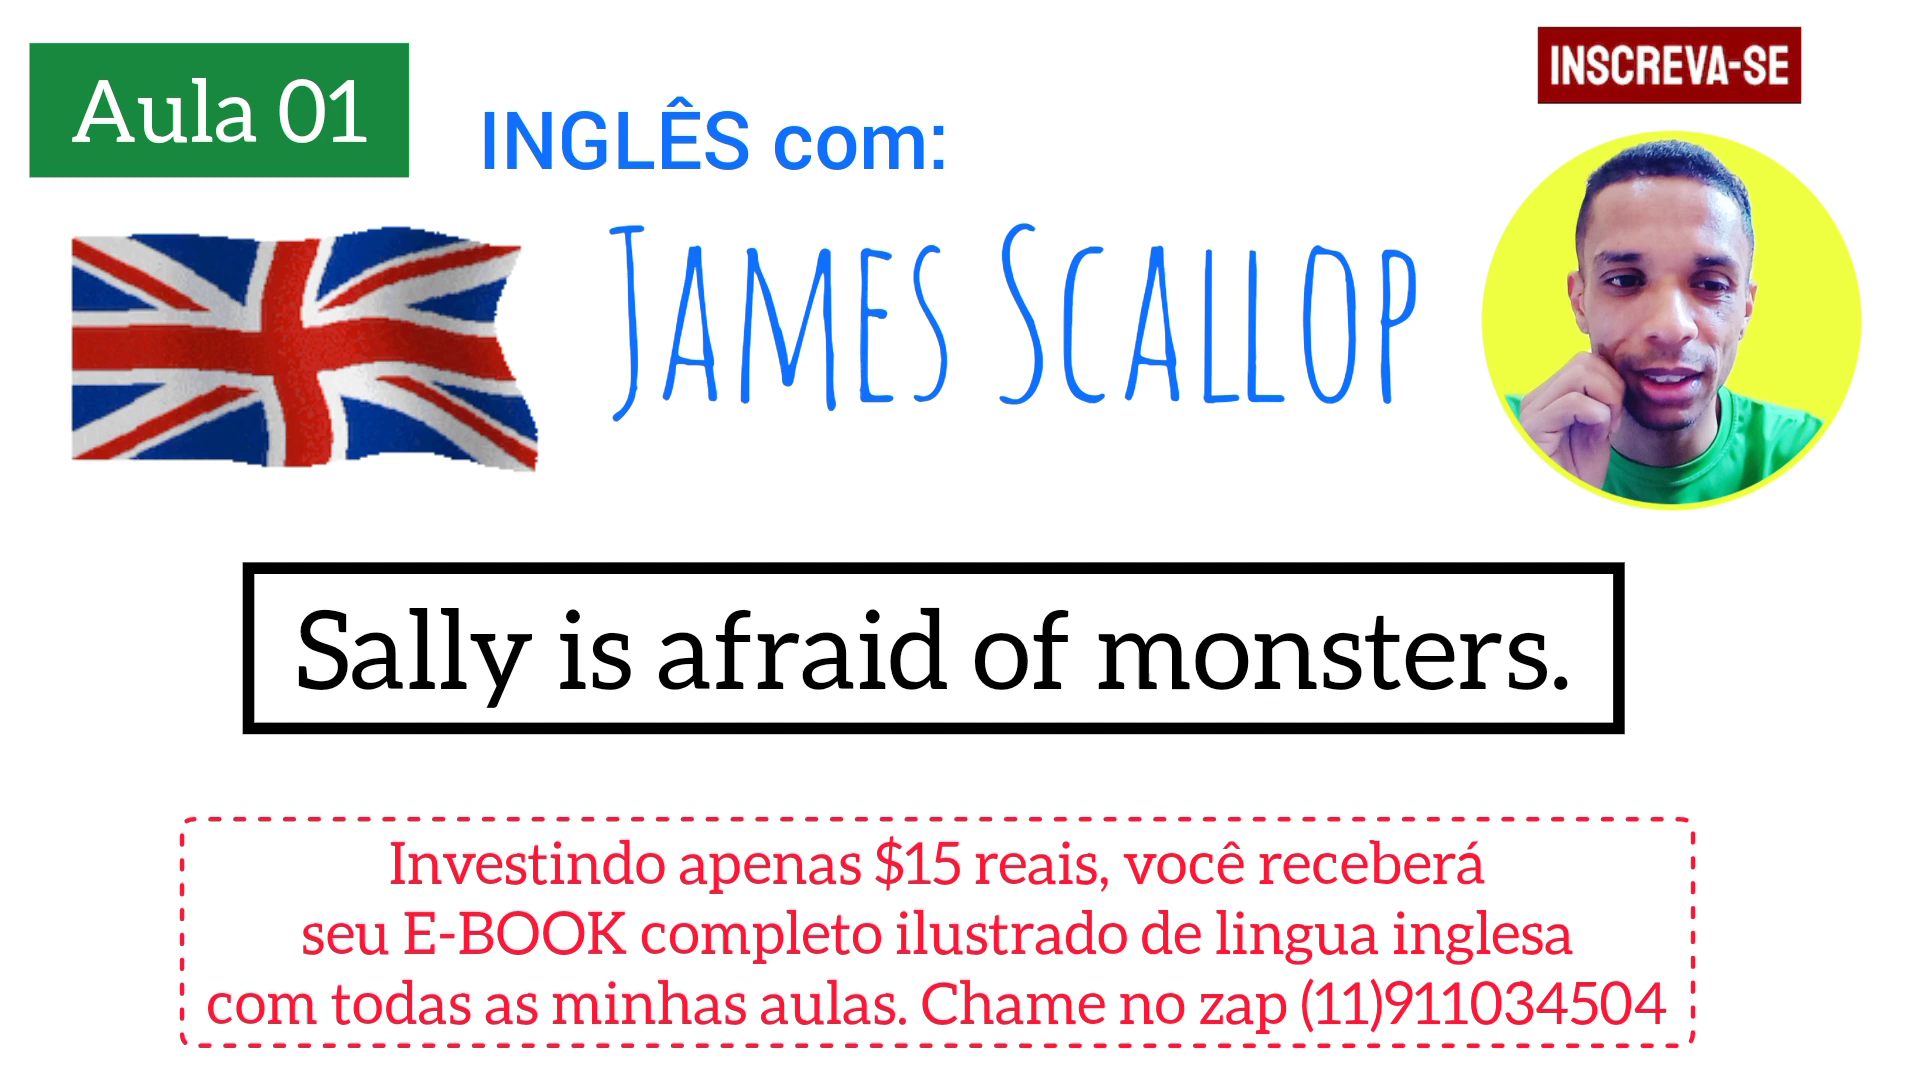 Aula 01
INSCREVA-SE
INGLÊS com:
JAMES SCALLOP
Sally is afraid of monsters.
Investindo apenas $15 reais, você receberá
seu E-BOOK completo ilustrado de lingua inglesa
com todas as minhas aulas. Chame no zap (11)911034504